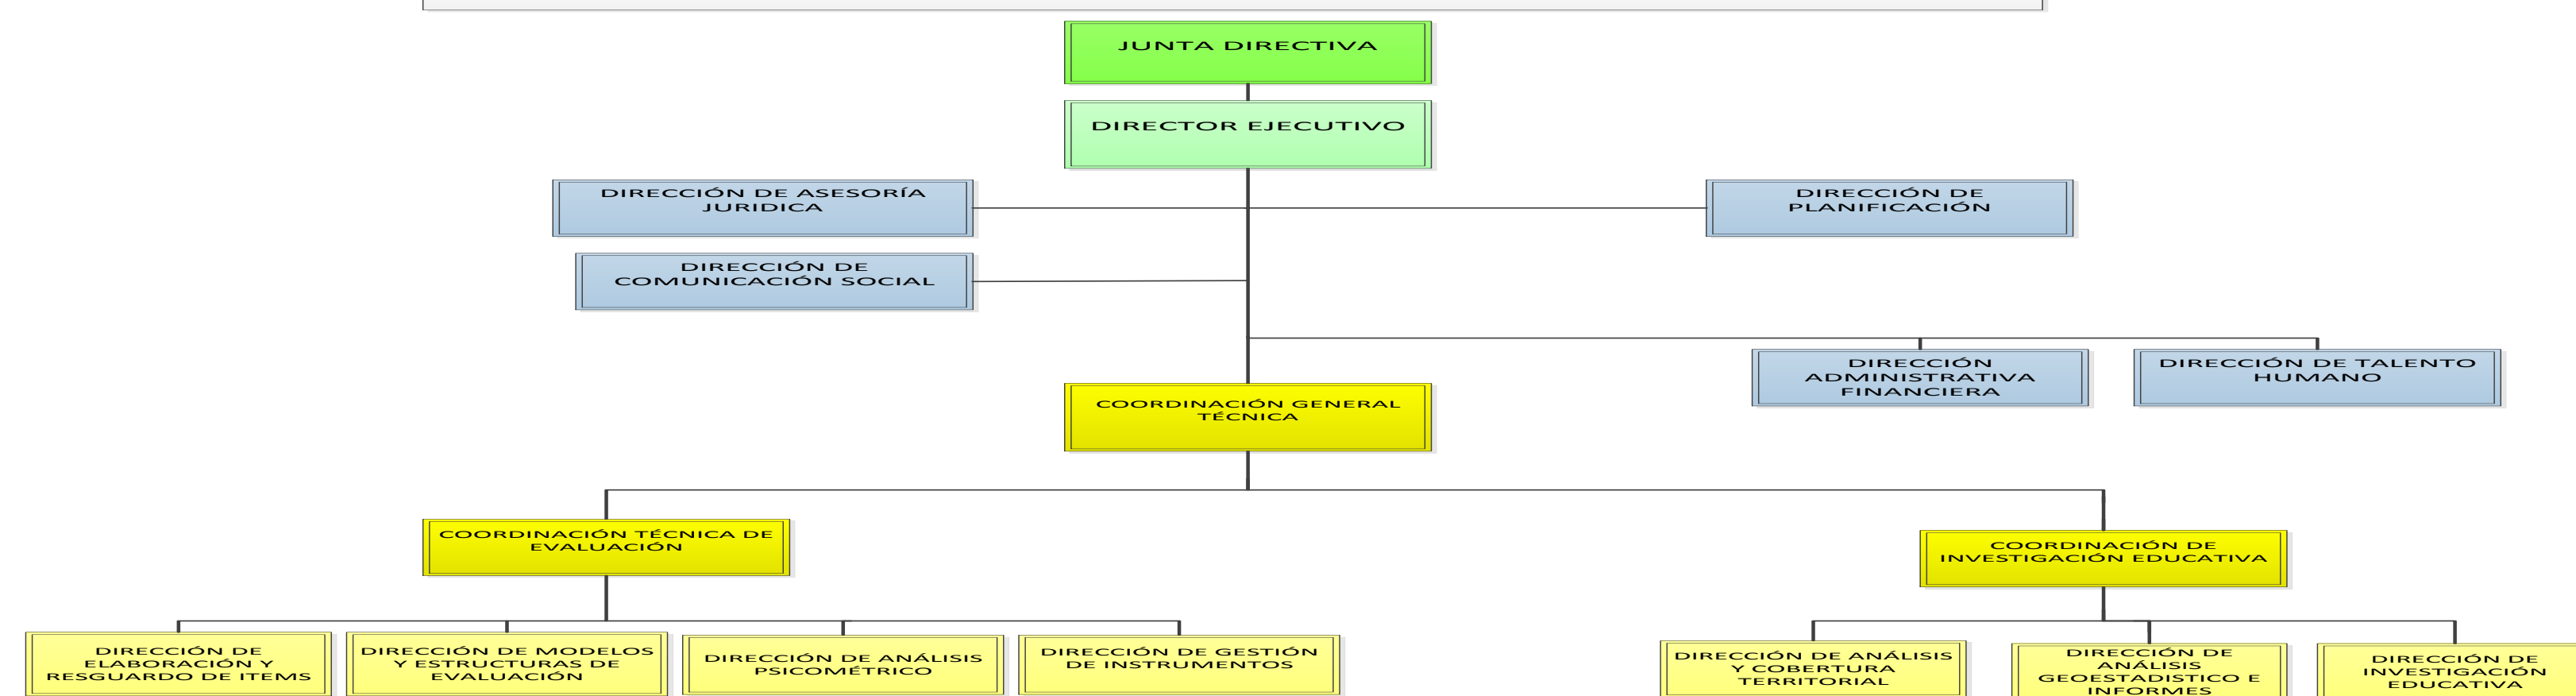 JUNTA DIRECTIVA
DIRECTOR EJECUTIVO
DIRECCIÓN DE ASESORÍA
JURIDICA
DIRECCIÓN DE
PLANIFICACIÓN
DIRECCIÓN DE
COMUNICACIÓN SOCIAL
DIRECCIÓN
ADMINISTRATIVA
FINANCIERA
DIRECCIÓN DE TALENTO
HUMANO
COORDINACIÓN GENERAL
TÉCNICA
COORDINACIÓN TÉCNICA DE
EVALUACIÓN
COORDINACIÓN DE
INVESTIGACIÓN EDUCATIVA
DIRECCIÓN DE
ELABORACIÓN Y
RESGUARDO DE ITEMS
DIRECCIÓN DE MODELOS
Y ESTRUCTURAS DE
EVALUACIÓN
DIRECCIÓN DE ANÁLISIS
PSICOMÉTRICO
DIRECCIÓN DE GESTIÓN
DE INSTRUMENTOS
DIRECCIÓN DE ANÁLISIS
Y COBERTURA
TERRITORIAL
DIRECCIÓN DE
ANÁLISIS
GEOESTADISTICO E
INFORMES
DIRECCIÓN DE
INVESTIGACIÓN
EDUCATIVA